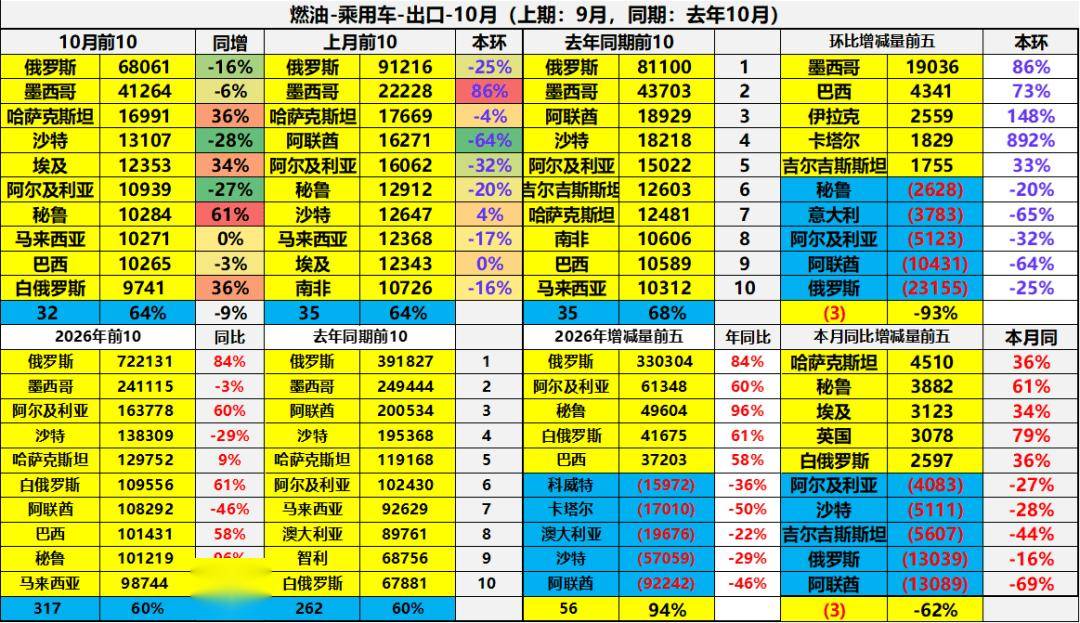 燃油-乘用车-出口-10月（上期：9月，同期：去年10月）
10月前10 同增 上月前10 本环 去年同期前10 环比增减量前五 本环
俄罗斯 68061 -16% 俄罗斯 91216 -25% 俄罗斯 81100 1 墨西哥 19036 86%
墨西哥 41264 -6% 墨西哥 22228 86% 墨西哥 43703 2 巴西 4341 73%
哈萨克斯坦 16991 36% 哈萨克斯坦 17669 -4% 阿联酋 18929 3 伊拉克 2559 148%
沙特 13107 -28% 阿联酋 16271 -64% 沙特 18218 4 卡塔尔 1829 892%
埃及 12353 34% 阿尔及利亚 16062 -32% 阿尔及利亚 15022 5 吉尔吉斯斯坦 1755 33%
阿尔及利亚 10939 -27% 秘鲁 12912 -20% 吉尔吉斯斯坦 12603 6 秘鲁 (2628) -20%
秘鲁 10284 61% 沙特 12647 4% 哈萨克斯坦 12481 7 意大利 (3783) -65%
马来西亚 10271 0% 马来西亚 12368 -17% 南非 10606 8 阿尔及利亚 (5123) -32%
巴西 10265 -3% 埃及 12343 0% 巴西 10589 9 阿联酋 (10431) -64%
白俄罗斯 9741 36% 南非 10726 -16% 马来西亚 10312 10 俄罗斯 (23155) -25%
32 64% -9% 35 64% 35 68% (3) -93%
2026年前10 同比 去年同期前10 2026年增减量前五 年同比 本月同比增减量前五 本月同
俄罗斯 722131 84% 俄罗斯 391827 1 俄罗斯 330304 84% 哈萨克斯坦 4510 36%
墨西哥 241115 -3% 墨西哥 249444 2 阿尔及利亚 61348 60% 秘鲁 3882 61%
阿尔及利亚 163778 60% 阿联酋 200534 3 秘鲁 49604 96% 埃及 3123 34%
沙特 138309 -29% 沙特 195368 4 白俄罗斯 41675 61% 英国 3078 79%
哈萨克斯坦 129752 9% 哈萨克斯坦 119168 5 巴西 37203 58% 白俄罗斯 2597 36%
白俄罗斯 109556 61% 阿尔及利亚 102430 6 科威特 (15972) -36% 阿尔及利亚 (4083) -27%
阿联酋 108292 -46% 马来西亚 92629 7 卡塔尔 (17010) -50% 沙特 (5111) -28%
巴西 101431 58% 澳大利亚 89761 8 澳大利亚 (19676) -22% 吉尔吉斯斯坦 (5607) -44%
秘鲁 101219 智利 68756 9 沙特 (57059) -29% 俄罗斯 (13039) -16%
马来西亚 98744 白俄罗斯 67881 10 阿联酋 (92242) -46% 阿联酋 (13089) -69%
317 60% 262 60% 56 94% (3) -62%